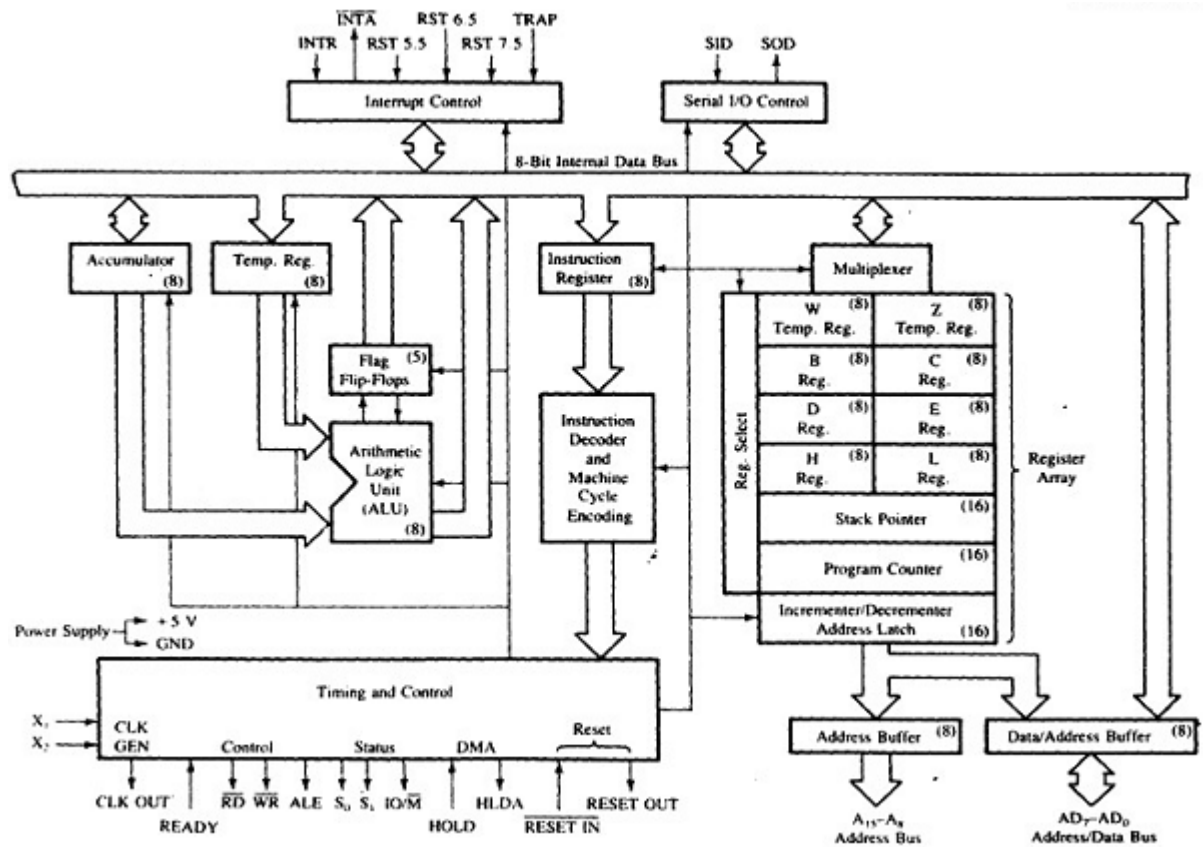 INTA
RST 6.5
TRAP
INTR
RST 5.5
RST 7.5
SID
SOD
Interrupt Control
Serial I/O Control
8-Bit Internal Data Bus
Accumulator
(8)
Temp. Reg.
(8)
Instruction
Register
(8)
Multiplexer
W
(8)
Temp. Reg.
Z
(8)
Temp. Reg.
(5)
Flag
Flip-Flops
B
(8)
Reg.
C
(8)
Reg.
D
(8)
Reg.
E
(8)
Reg.
H
(8)
Reg.
L
(8)
Reg.
Reg. Select
Register
Array
Arithmetic
Logic
Unit
(ALU)
(8)
Instruction
Decoder
and
Machine
Cycle
Encoding
Stack Pointer
(16)
Program Counter
(16)
Incrementer/Decrementer
Address Latch
(16)
Power Supply
+5 V
GND
Timing and Control
X₁
X₂
CLK
GEN
Control
Status
DMA
Reset
Address Buffer
(8)
Data/Address Buffer
(8)
CLK OUT
READY
RD
WR
ALE
S₀
S₁
IO/M
HOLD
HLDA
RESET IN
RESET OUT
A₁₅–A₈
Address Bus
AD₇–AD₀
Address/Data Bus